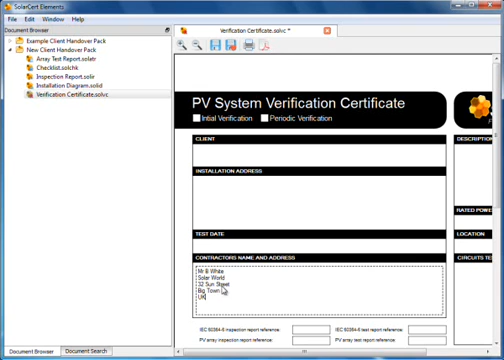 SolarCert Elements
File Edit Window Help
Document Browser
Example Client Handover Pack
New Client Handover Pack
Array Test Report.solatr
Checklist.solchk
Inspection Report.solir
Installation Diagram.solid
Verification Certificate.solvc
Verification Certificate.solvc *
PV System Verification Certificate
Intial Verification Periodic Verification
CLIENT
DESCRIPTION
INSTALLATION ADDRESS
RATED POWER
TEST DATE
LOCATION
CONTRACTORS NAME AND ADDRESS
CIRCUITS TES
Mr B White
Solar World
32 Sun Street
Big Town
UK
IEC 60364-6 inspection report reference:
IEC 60364-6 test report reference:
PV array inspection report reference:
PV array test report reference:
Document Browser Document Search